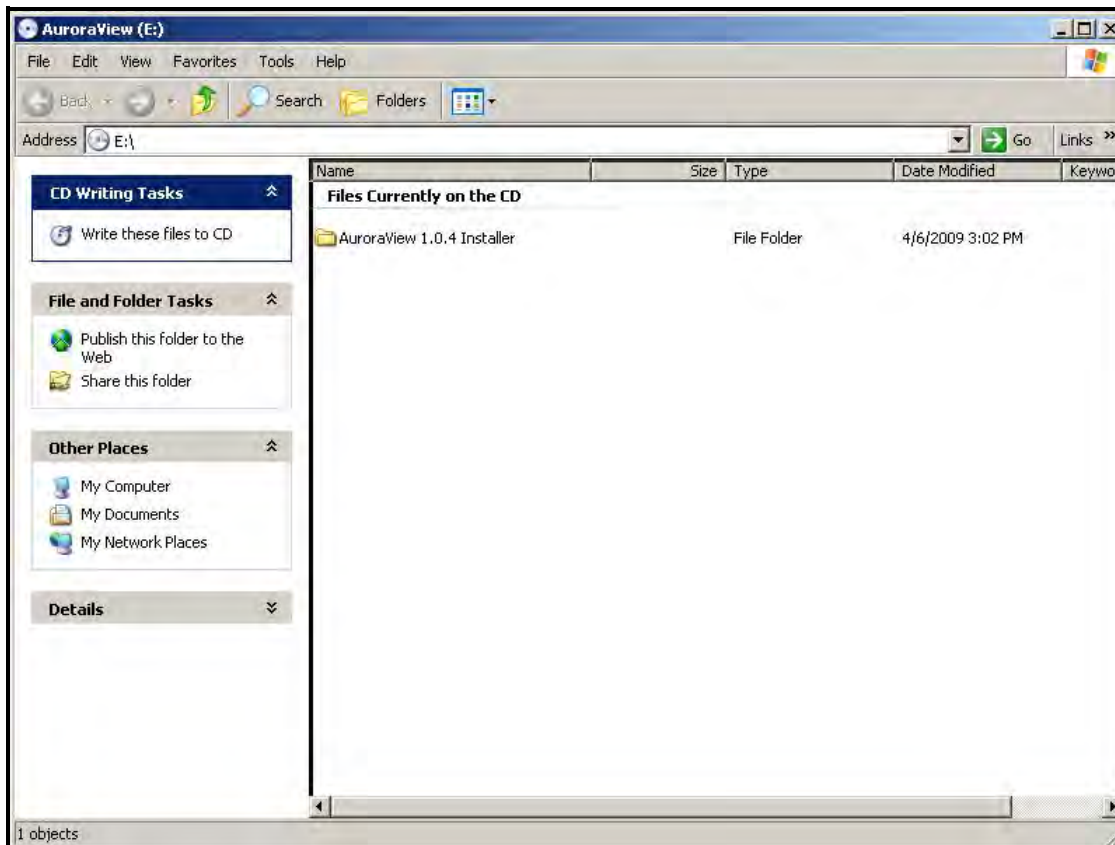 AuroraView (E:)
File Edit View Favorites Tools Help
Back Search Folders
Address E:\ Go Links »
Name Size Type Date Modified Keywo
CD Writing Tasks
Write these files to CD
File and Folder Tasks
Publish this folder to the
Web
Share this folder
Other Places
My Computer
My Documents
My Network Places
Details
Files Currently on the CD
AuroraView 1.0.4 Installer File Folder 4/6/2009 3:02 PM
1 objects